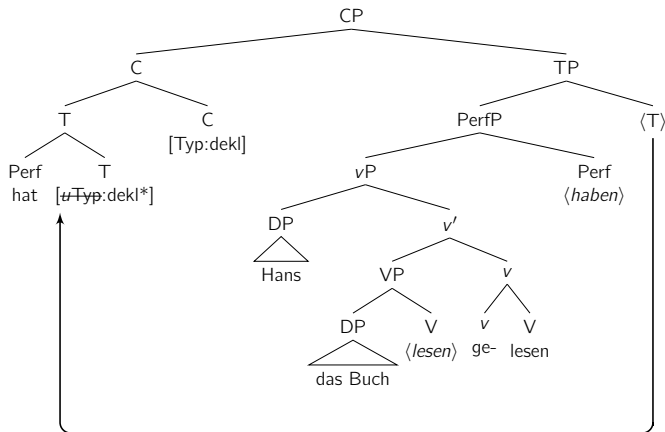 CP
C TP
T C PerfP ⟨T⟩
[Typ:dekl]
Perf T vP Perf
hat [uTyp:dekl*] ⟨haben⟩
DP v′
Hans VP v
DP V v V
das Buch ⟨lesen⟩ ge- lesen